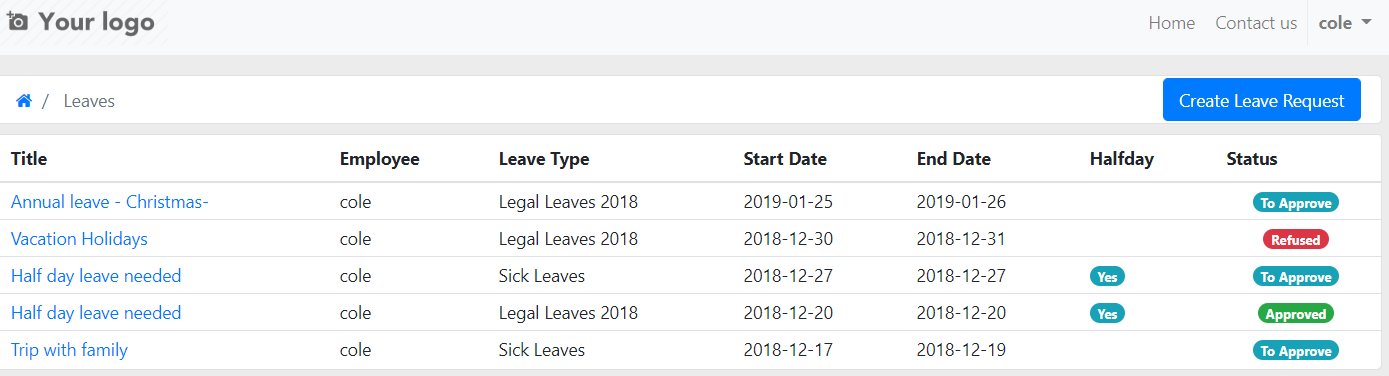 Your logo Home Contact us cole
/ Leaves Create Leave Request
Title Employee Leave Type Start Date End Date Halfday Status
Annual leave - Christmas- cole Legal Leaves 2018 2019-01-25 2019-01-26 To Approve
Vacation Holidays cole Legal Leaves 2018 2018-12-30 2018-12-31 Refused
Half day leave needed cole Sick Leaves 2018-12-27 2018-12-27 Yes To Approve
Half day leave needed cole Legal Leaves 2018 2018-12-20 2018-12-20 Yes Approved
Trip with family cole Sick Leaves 2018-12-17 2018-12-19 To Approve